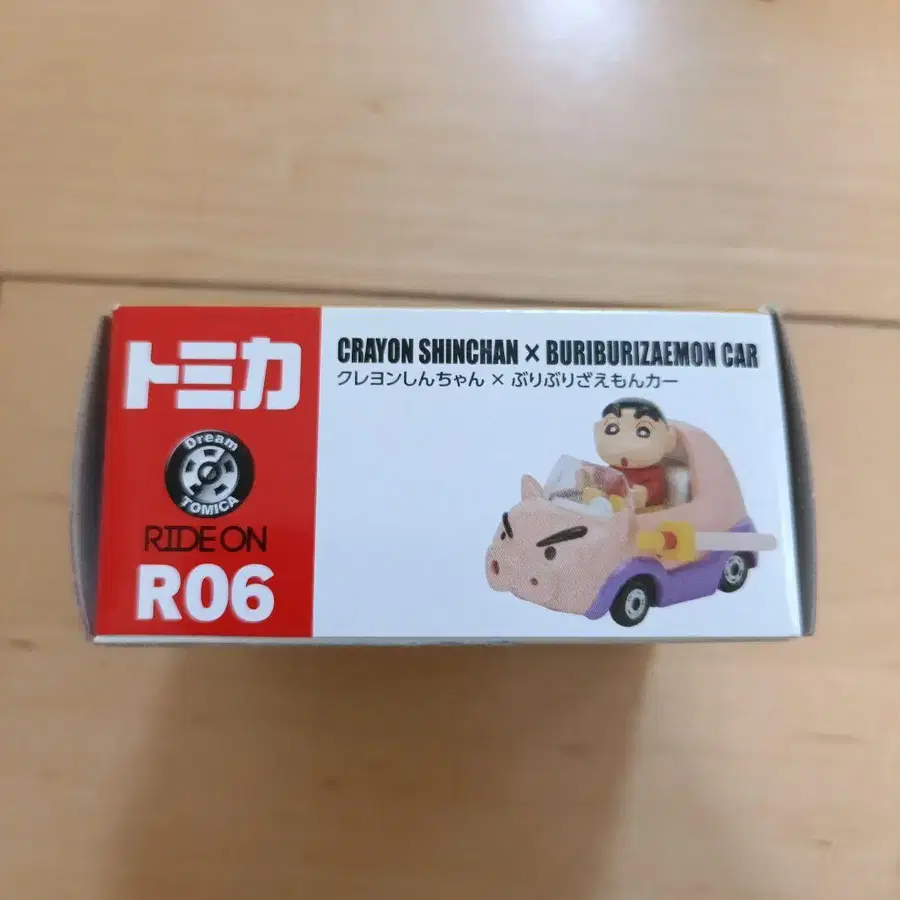 トミカ
Dream
TOMICA
RIDE ON
R06
CRAYON SHINCHAN × BURIBURIZAEMON CAR
クレヨンしんちゃん × ぶりぶりざえもんカー